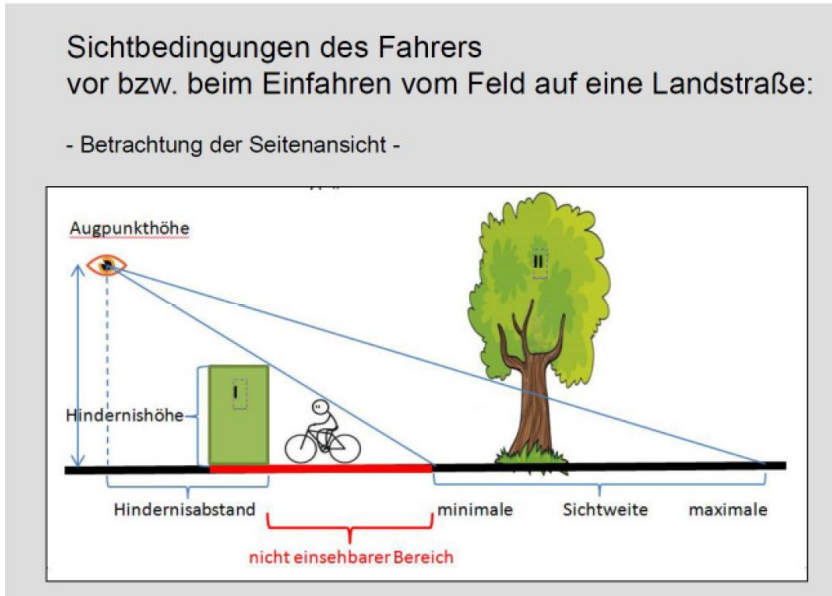 Sichtbedingungen des Fahrers
vor bzw. beim Einfahren vom Feld auf eine Landstraße:
- Betrachtung der Seitenansicht -
Augpunkthöhe
II
I
Hindernishöhe
Hindernisabstand
minimale Sichtweite maximale
nicht einsehbarer Bereich